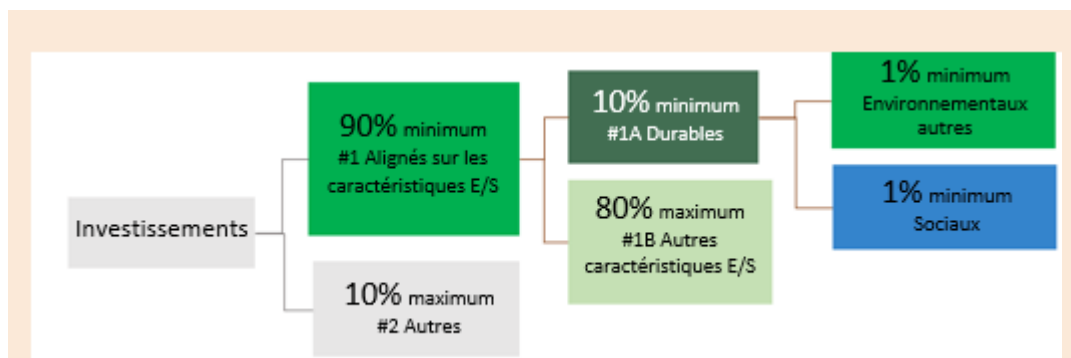 Investissements
90% minimum
#1 Alignés sur les
caractéristiques E/S
10% maximum
#2 Autres
10% minimum
#1A Durables
80% maximum
#1B Autres
caractéristiques E/S
1% minimum
Environnementaux
autres
1% minimum
Sociaux